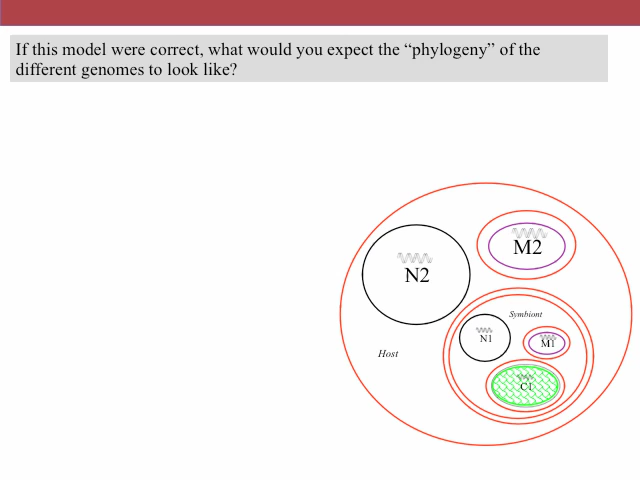 If this model were correct, what would you expect the “phylogeny” of the
different genomes to look like?
M2
N2
Symbiont
N1
M1
Host
C1